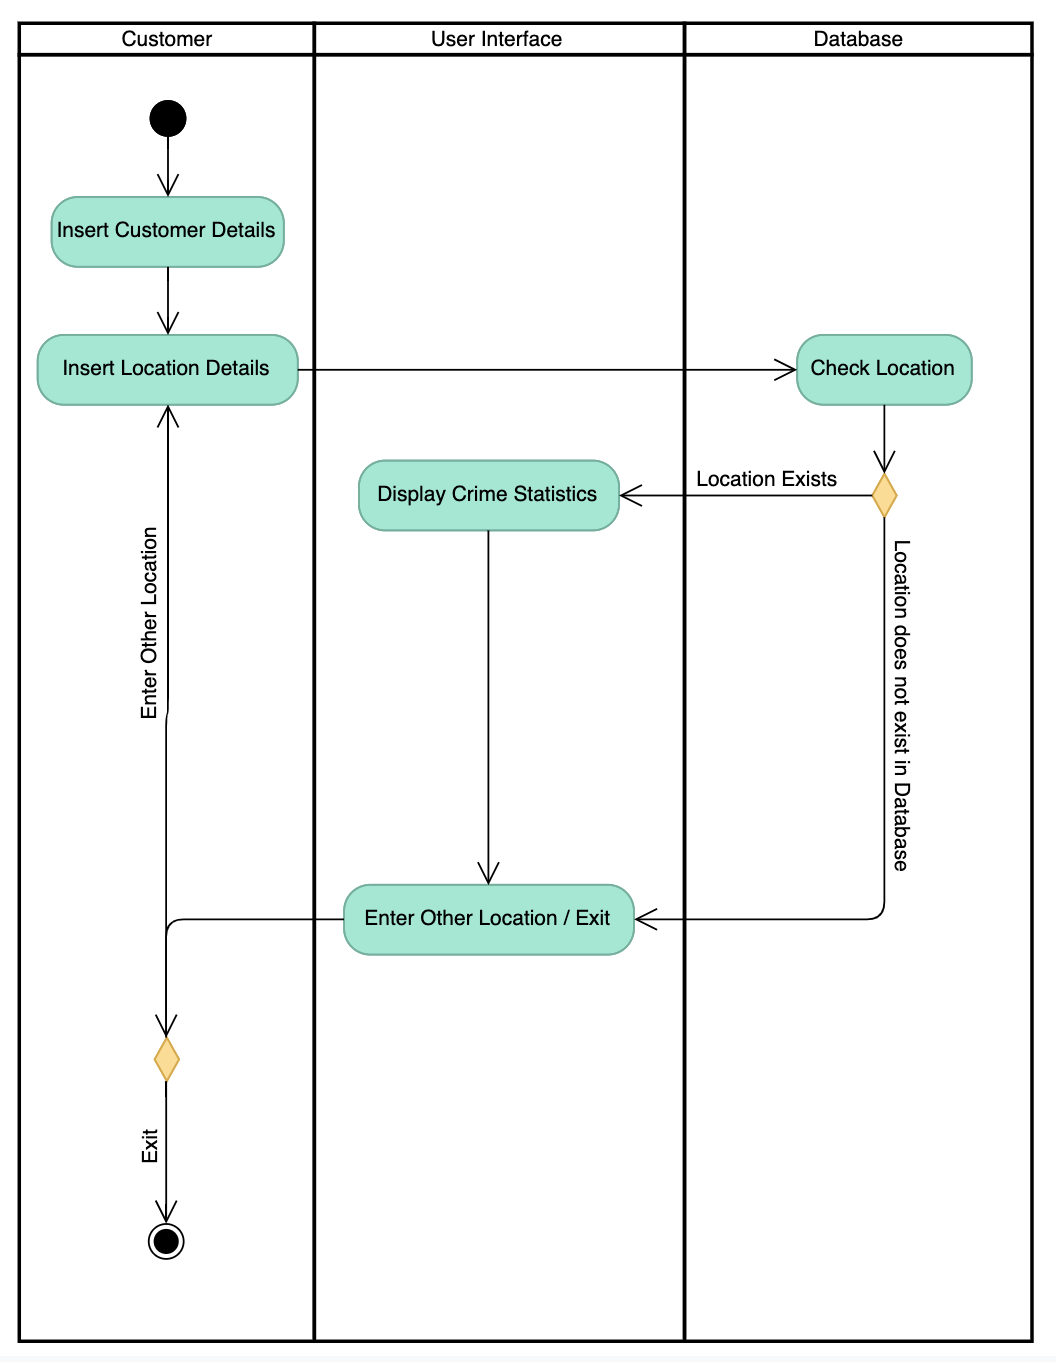 Customer
User Interface
Database
Insert Customer Details
Insert Location Details
Check Location
Location Exists
Display Crime Statistics
Enter Other Location
Location does not exist in Database
Enter Other Location / Exit
Exit